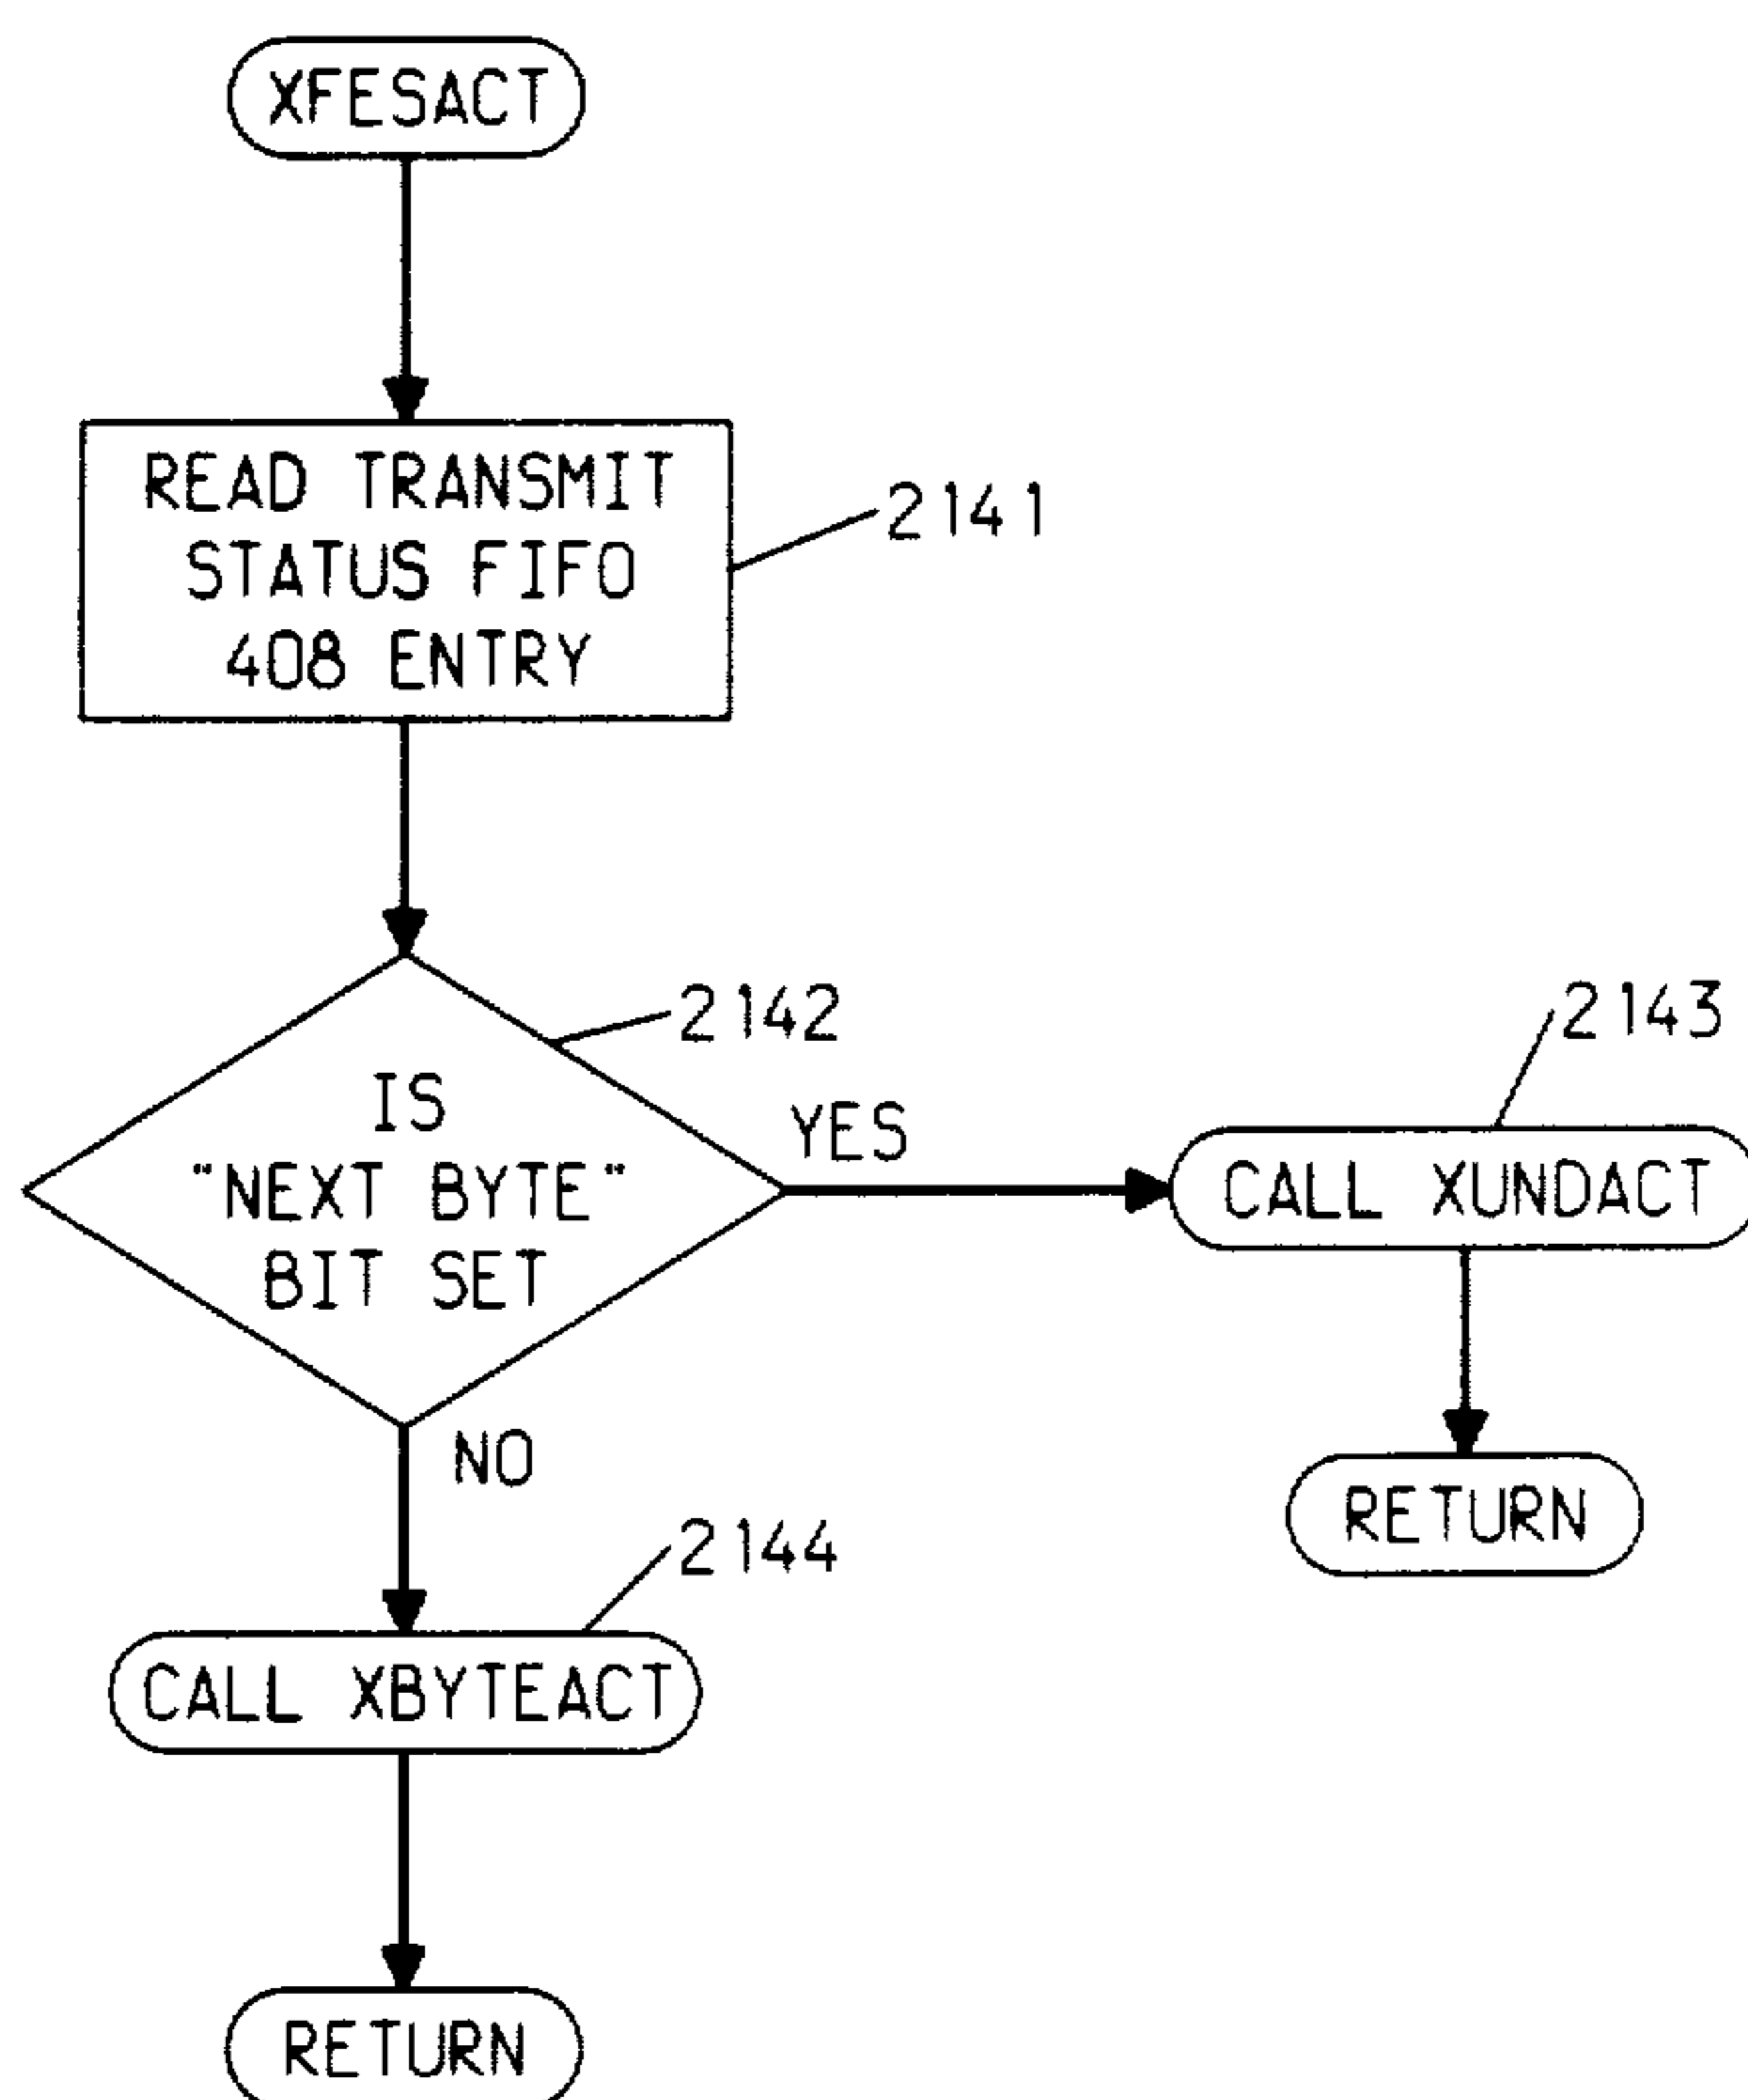 XFESACT
READ TRANSMIT
STATUS FIFO
408 ENTRY
2141
2142
IS
"NEXT BYTE"
BIT SET
YES
2143
CALL XUNDACT
RETURN
NO
2144
CALL XBYTEACT
RETURN